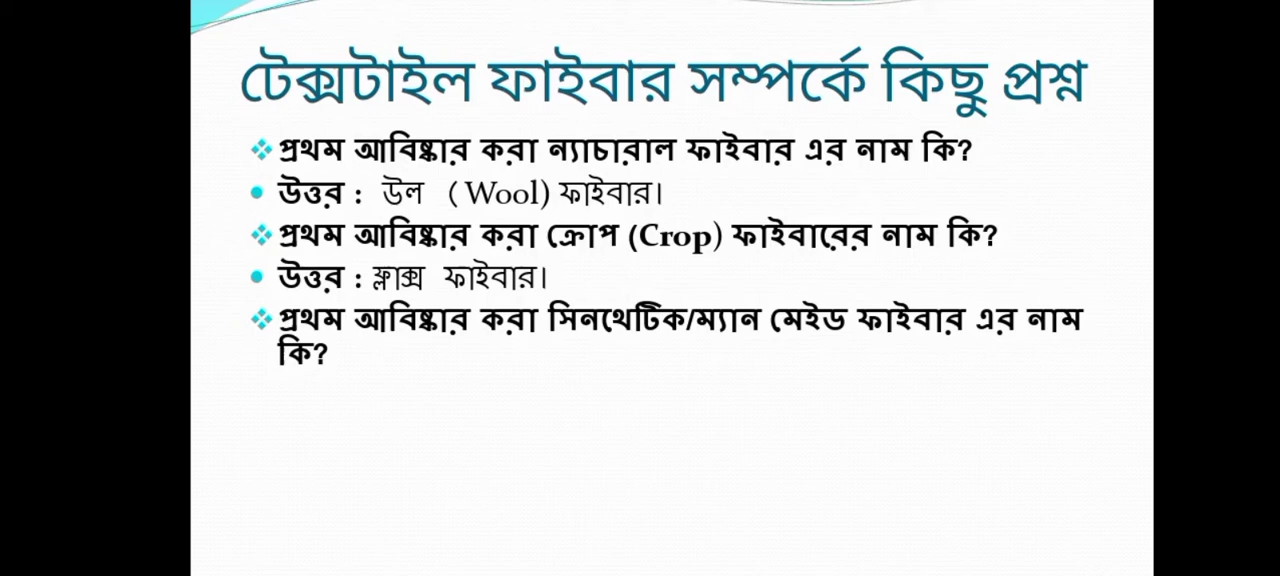 টেক্সটাইল ফাইবার সম্পর্কে কিছু প্রশ্ন
প্রথম আবিষ্কার করা ন্যাচারাল ফাইবার এর নাম কি?
উত্তর : উল ( Wool) ফাইবার।
প্রথম আবিষ্কার করা ক্রোপ (Crop) ফাইবারের নাম কি?
উত্তর : ফ্লাক্স ফাইবার।
প্রথম আবিষ্কার করা সিনথেটিক/ম্যান মেইড ফাইবার এর নাম
কি?